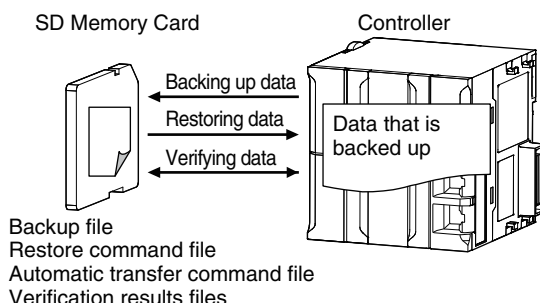 SD Memory Card
Controller
Backing up data
Restoring data
Verifying data
Data that is
backed up
Backup file
Restore command file
Automatic transfer command file
Verification results files